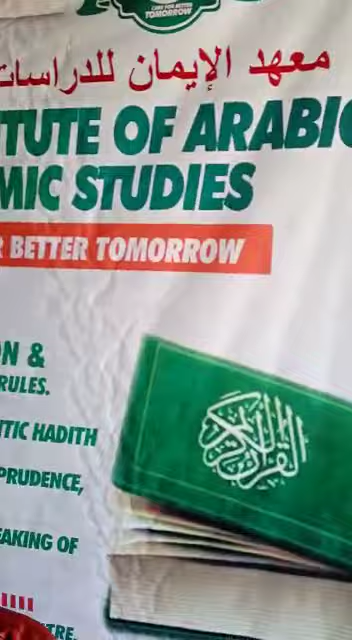 CARE FOR BETTER
TOMORROW
معهد الإيمان للدراسات
TUTE OF ARABIC
MIC STUDIES
R BETTER TOMORROW
N &
RULES.
TIC HADITH
PRUDENCE,
EAKING OF
TRE.
القرآن الكريم